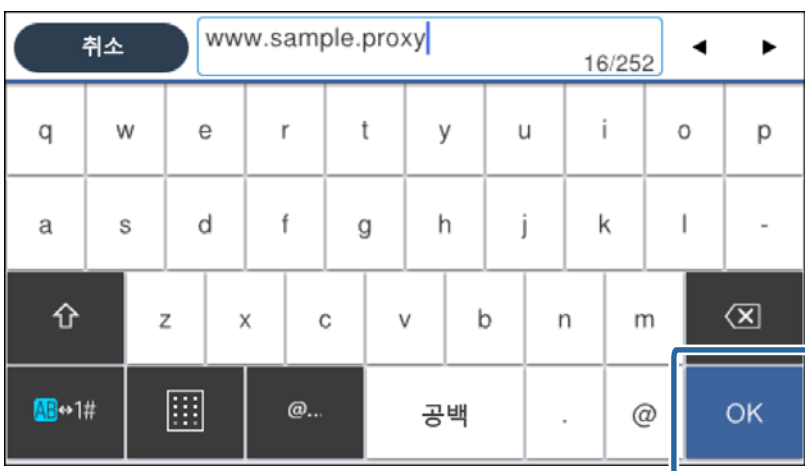 취소 www.sample.proxy 16/252 ◀ ▶
q w e r t y u i o p
a s d f g h j k l -
z x c v b n m
AB↔1# @... 공백 . @ OK